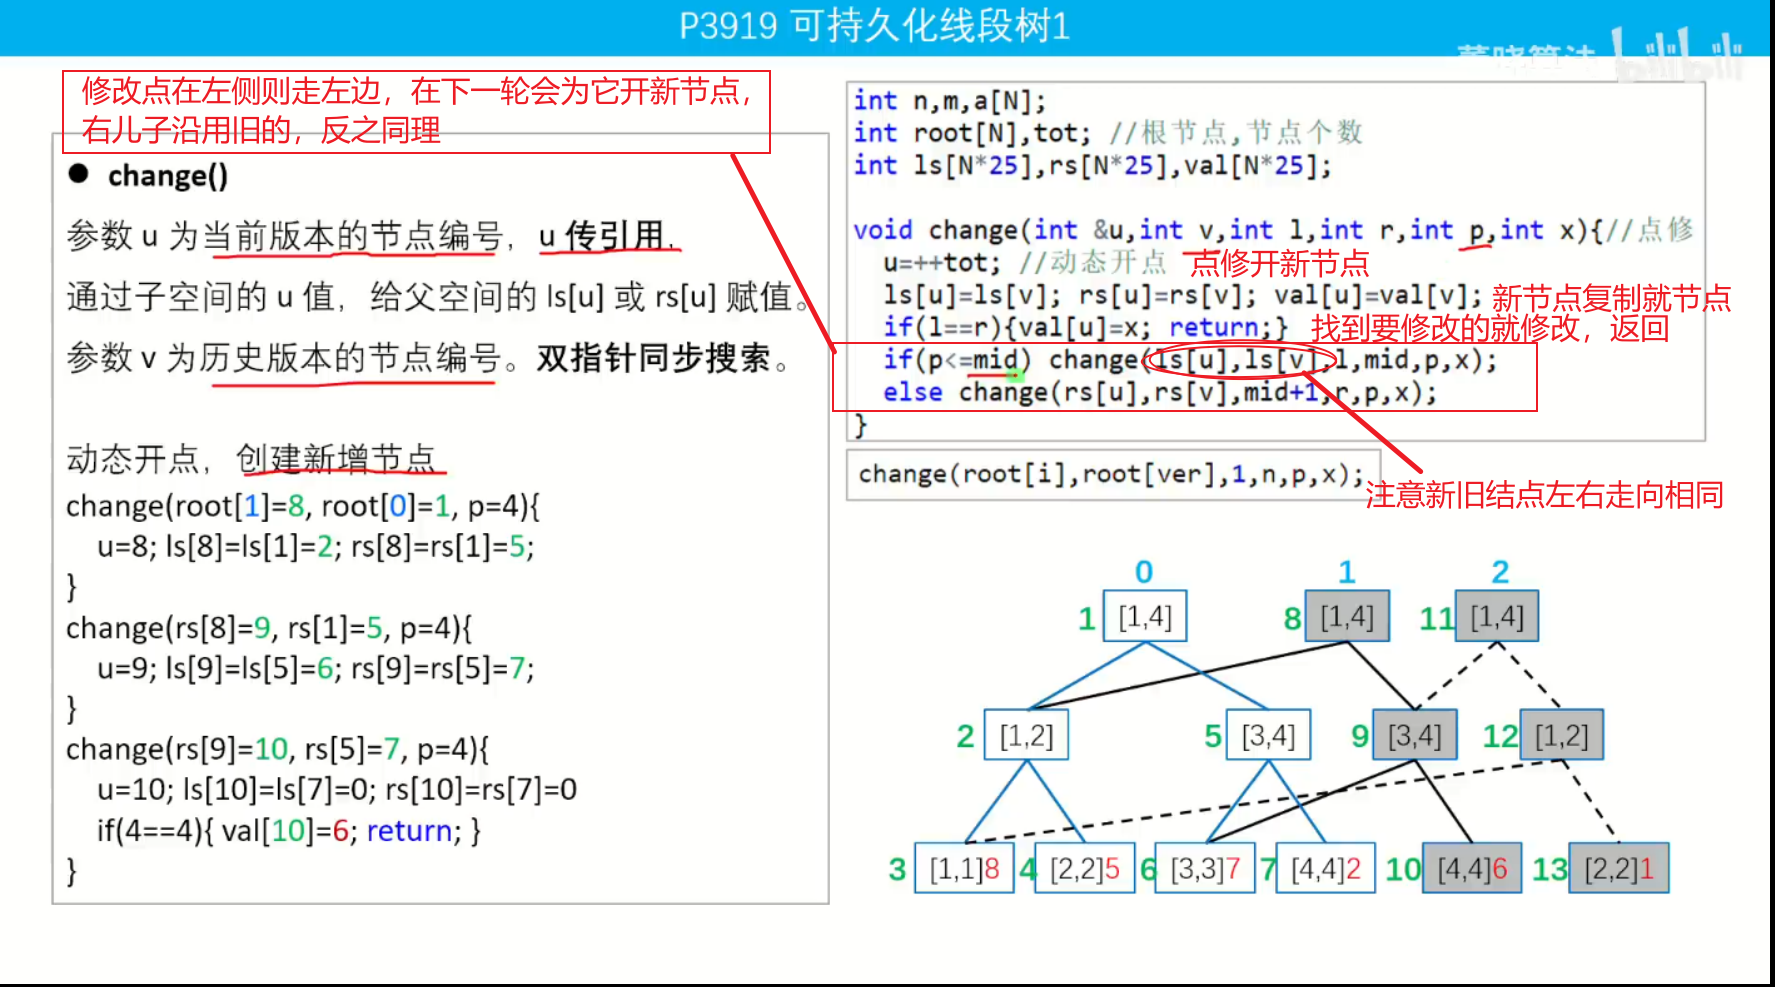 P3919 可持久化线段树1
修改点在左侧则走左边，在下一轮会为它开新节点，
右儿子沿用旧的，反之同理
● change()
参数 u 为当前版本的节点编号，u 传引用，
通过子空间的 u 值，给父空间的 ls[u] 或 rs[u] 赋值。
参数 v 为历史版本的节点编号。双指针同步搜索。
动态开点，创建新增节点
change(root[1]=8, root[0]=1, p=4){
u=8; ls[8]=ls[1]=2; rs[8]=rs[1]=5;
}
change(rs[8]=9, rs[1]=5, p=4){
u=9; ls[9]=ls[5]=6; rs[9]=rs[5]=7;
}
change(rs[9]=10, rs[5]=7, p=4){
u=10; ls[10]=ls[7]=0; rs[10]=rs[7]=0
if(4==4){ val[10]=6; return; }
}
int n,m,a[N];
int root[N],tot; //根节点,节点个数
int ls[N*25],rs[N*25],val[N*25];
void change(int &u,int v,int l,int r,int p,int x){//点修
u=++tot; //动态开点 点修开新节点
ls[u]=ls[v]; rs[u]=rs[v]; val[u]=val[v]; 新节点复制就节点
if(l==r){val[u]=x; return;} 找到要修改的就修改，返回
if(p<=mid) change(ls[u],ls[v],l,mid,p,x);
else change(rs[u],rs[v],mid+1,r,p,x);
}
change(root[i],root[ver],1,n,p,x);
注意新旧结点左右走向相同
0 1 2
1 [1,4] 8 [1,4] 11 [1,4]
2 [1,2] 5 [3,4] 9 [3,4] 12 [1,2]
3 [1,1]8 4 [2,2]5 6 [3,3]7 7 [4,4]2 10 [4,4]6 13 [2,2]1